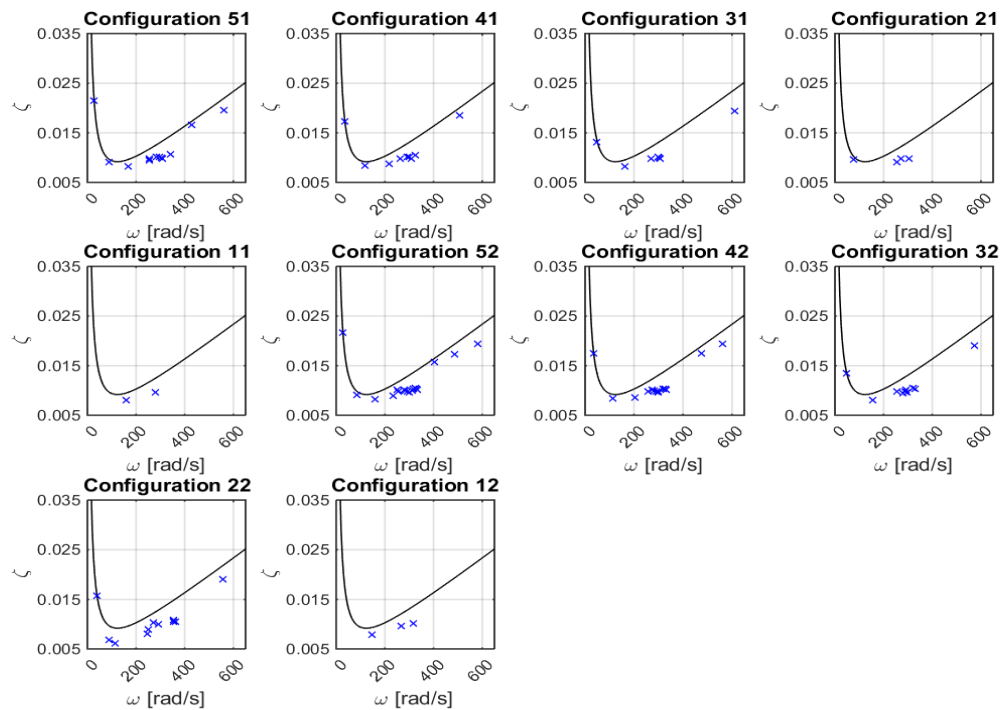 Configuration 51
0.035
0.025
0.015
0.005
ζ
0
200
400
600
ω [rad/s]
Configuration 41
0.035
0.025
0.015
0.005
ζ
0
200
400
600
ω [rad/s]
Configuration 31
0.035
0.025
0.015
0.005
ζ
0
200
400
600
ω [rad/s]
Configuration 21
0.035
0.025
0.015
0.005
ζ
0
200
400
600
ω [rad/s]
Configuration 11
0.035
0.025
0.015
0.005
ζ
0
200
400
600
ω [rad/s]
Configuration 52
0.035
0.025
0.015
0.005
ζ
0
200
400
600
ω [rad/s]
Configuration 42
0.035
0.025
0.015
0.005
ζ
0
200
400
600
ω [rad/s]
Configuration 32
0.035
0.025
0.015
0.005
ζ
0
200
400
600
ω [rad/s]
Configuration 22
0.035
0.025
0.015
0.005
ζ
0
200
400
600
ω [rad/s]
Configuration 12
0.035
0.025
0.015
0.005
ζ
0
200
400
600
ω [rad/s]